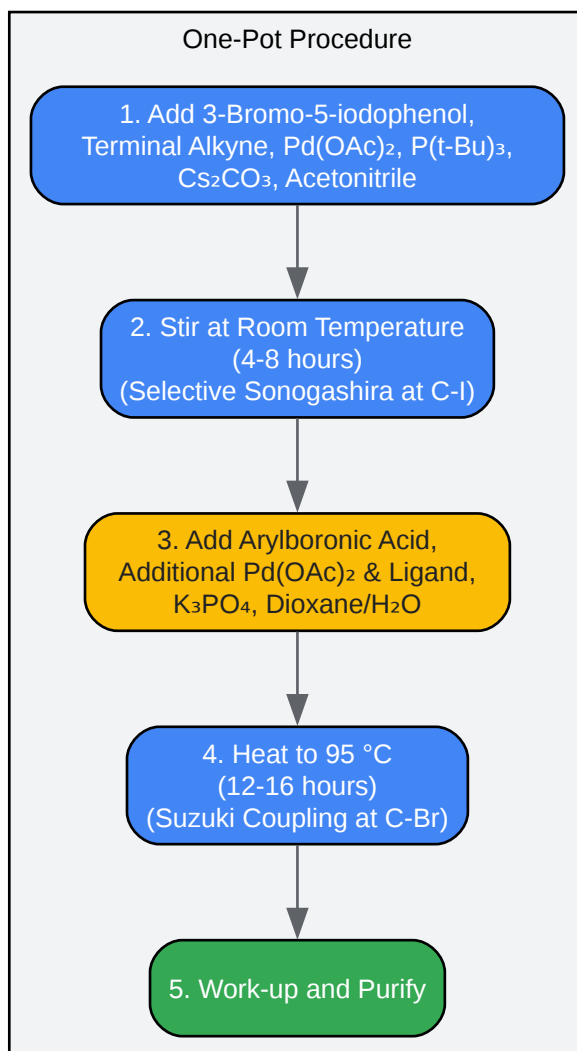 One-Pot Procedure
1. Add 3-Bromo-5-iodophenol,
Terminal Alkyne, Pd(OAc)₂, P(t-Bu)₃,
Cs₂CO₃, Acetonitrile
2. Stir at Room Temperature
(4-8 hours)
(Selective Sonogashira at C-I)
3. Add Arylboronic Acid,
Additional Pd(OAc)₂ & Ligand,
K₃PO₄, Dioxane/H₂O
4. Heat to 95 °C
(12-16 hours)
(Suzuki Coupling at C-Br)
5. Work-up and Purify